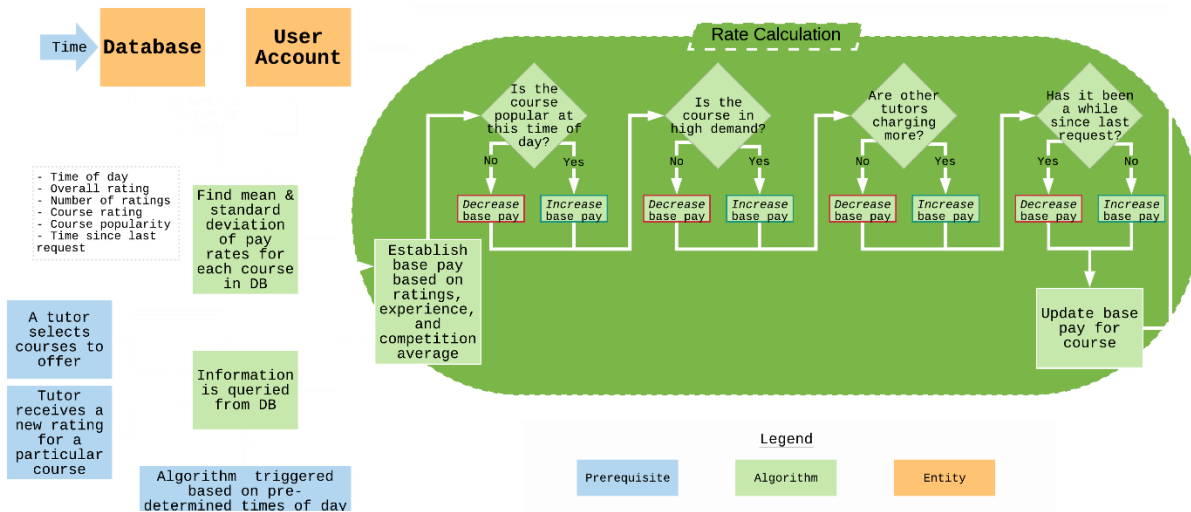 Time
Database
User
Account
Rate Calculation
Is the
course
popular at
this time of
day?
No
Yes
Decrease
base pay
Increase
base pay
Is the
course in
high demand?
No
Yes
Decrease
base pay
Increase
base pay
Are other
tutors
charging
more?
No
Yes
Decrease
base pay
Increase
base pay
Has it been
a while
since last
request?
Yes
No
Decrease
base pay
Increase
base pay
- Time of day
- Overall rating
- Number of ratings
- Course rating
- Course popularity
- Time since last
request
Find mean &
standard
deviation of
pay
rates for
each course
in DB
Establish
base pay
based on
ratings,
experience,
and
competition
average
Update base
pay for
course
A tutor
selects
courses to
offer
Information
is queried
from DB
Tutor
receives a
new rating
for a
particular
course
Algorithm triggered
based on pre-
determined times of day
Legend
Prerequisite
Algorithm
Entity